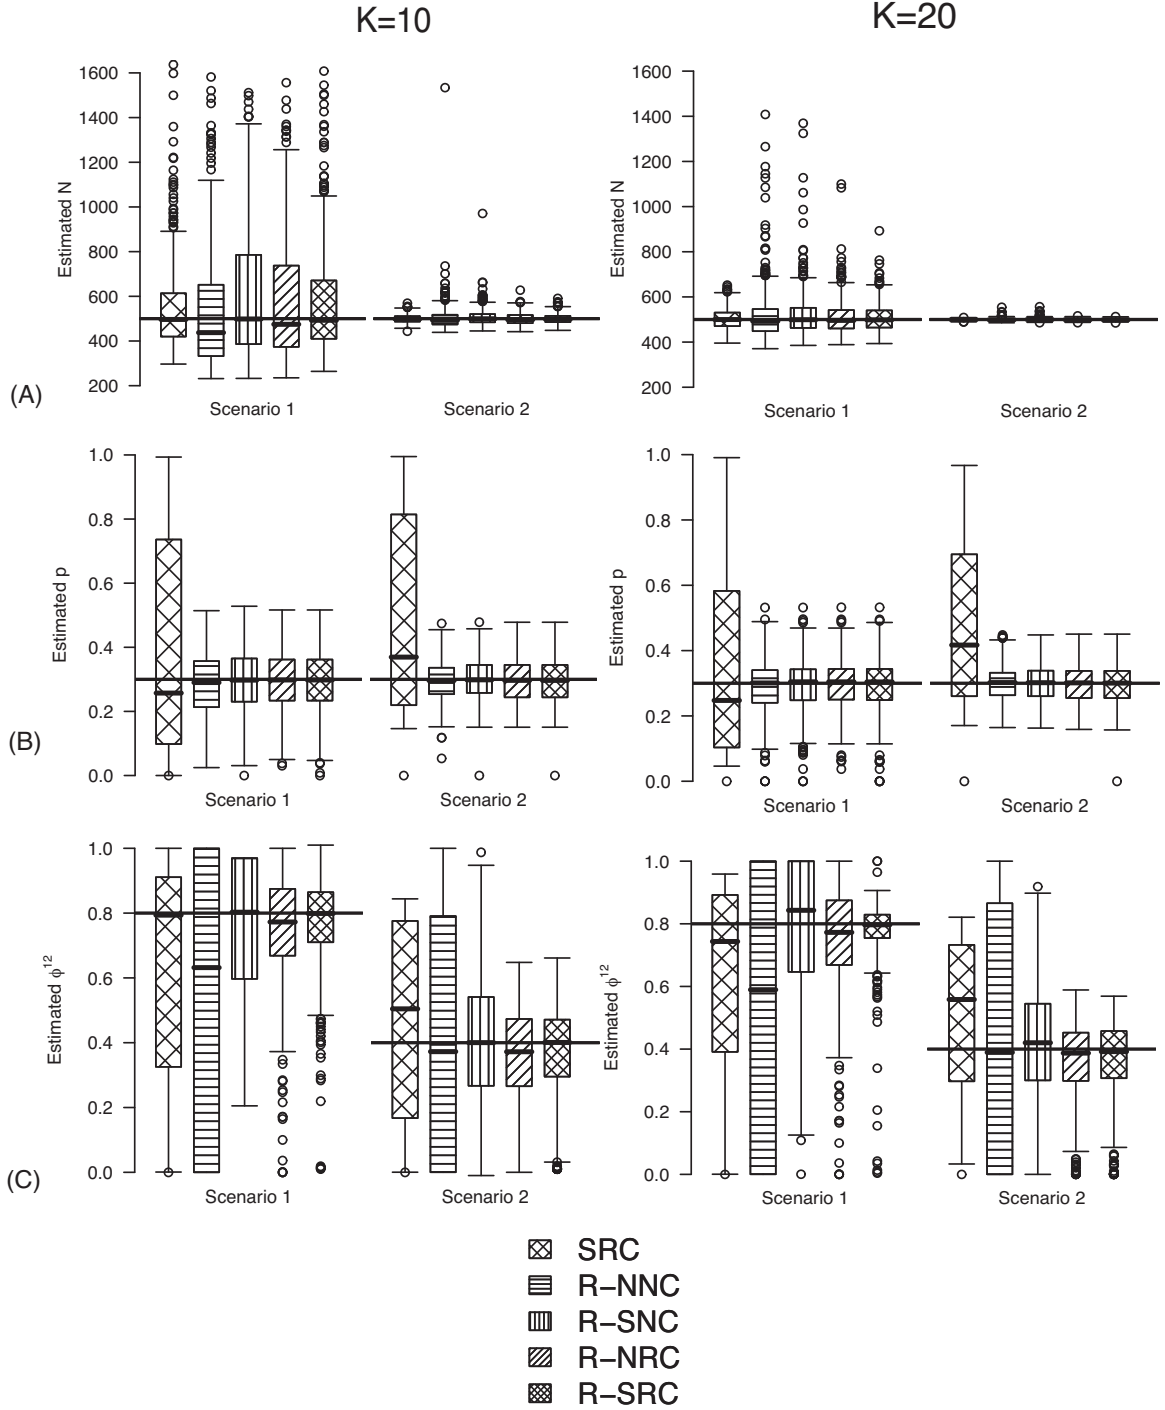 K=10
K=20
1600
1400
1200
1000
800
600
400
200
Estimated N
Scenario 1
Scenario 2
1600
1400
1200
1000
800
600
400
200
Estimated N
Scenario 1
Scenario 2
(A)
1.0
0.8
0.6
0.4
0.2
0.0
Estimated p
Scenario 1
Scenario 2
1.0
0.8
0.6
0.4
0.2
0.0
Estimated p
Scenario 1
Scenario 2
(B)
1.0
0.8
0.6
0.4
0.2
0.0
Estimated ϕ¹²
Scenario 1
Scenario 2
1.0
0.8
0.6
0.4
0.2
0.0
Estimated ϕ¹²
Scenario 1
Scenario 2
(C)
SRC
R−NNC
R−SNC
R−NRC
R−SRC